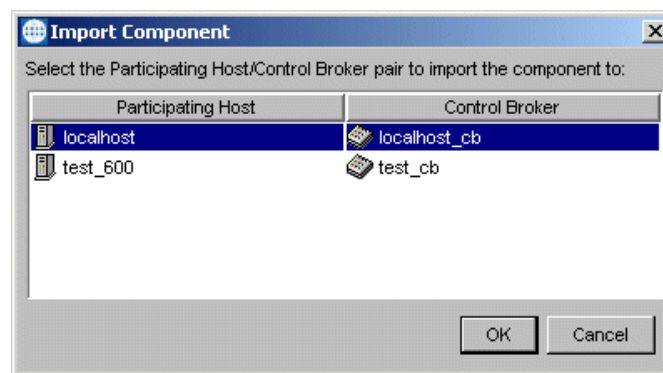 Import Component
Select the Participating Host/Control Broker pair to import the component to:
Participating Host Control Broker
localhost localhost_cb
test_600 test_cb
OK Cancel